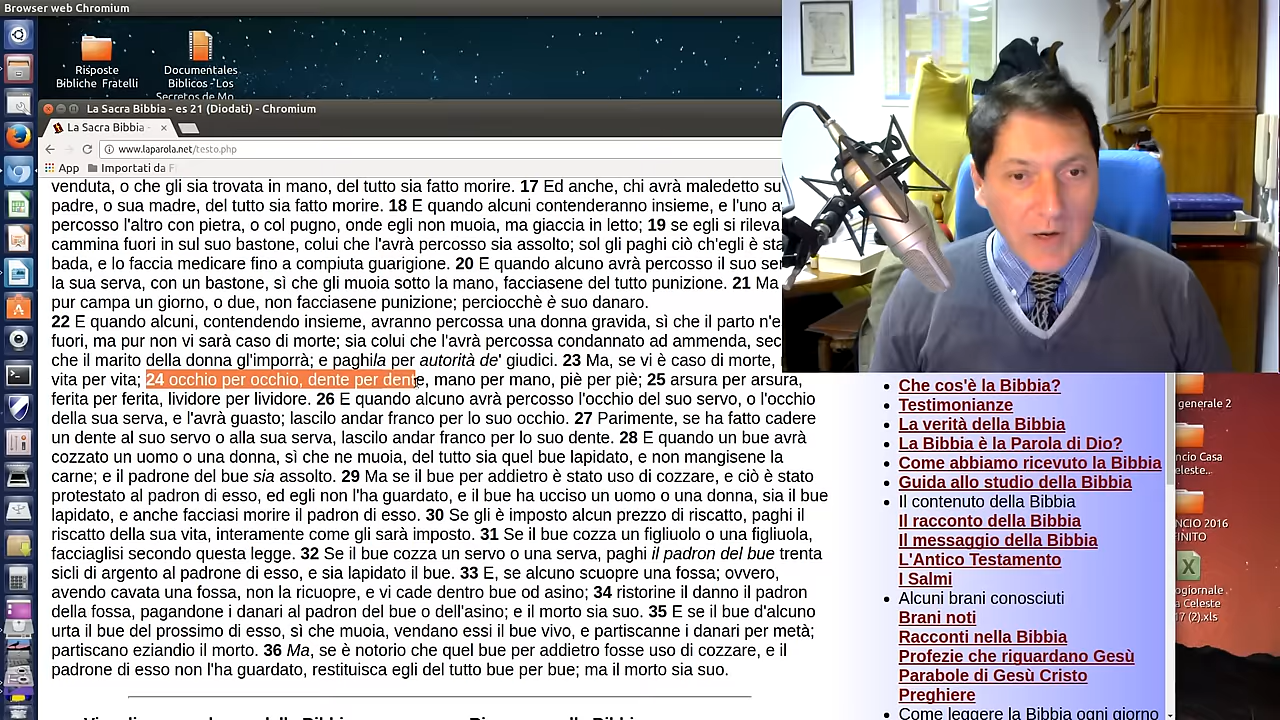 Browser web Chromium
Risposte
Bibliche Fratelli
Documentales
Biblicos - Los
Secretos de Mo
La Sacra Bibbia - es 21 (Diodati) - Chromium
La Sacra Bibbia -
www.laparola.net/testo.php
App
Importati da F
venduta, o che gli sia trovata in mano, del tutto sia fatto morire. 17 Ed anche, chi avrà maledetto su
padre, o sua madre, del tutto sia fatto morire. 18 E quando alcuni contenderanno insieme, e l'uno a
percosso l'altro con pietra, o col pugno, onde egli non muoia, ma giaccia in letto; 19 se egli si rileva,
cammina fuori in sul suo bastone, colui che l'avrà percosso sia assolto; sol gli paghi ciò ch'egli è sta
bada, e lo faccia medicare fino a compiuta guarigione. 20 E quando alcuno avrà percosso il suo ser
la sua serva, con un bastone, sì che gli muoia sotto la mano, facciasene del tutto punizione. 21 Ma
pur campa un giorno, o due, non facciasene punizione; perciocchè è suo danaro.
22 E quando alcuni, contendendo insieme, avranno percossa una donna gravida, sì che il parto n'e
fuori, ma pur non vi sarà caso di morte; sia colui che l'avrà percossa condannato ad ammenda, sec
che il marito della donna gl'imporrà; e paghila per autorità de' giudici. 23 Ma, se vi è caso di morte,
vita per vita; 24 occhio per occhio, dente per dente, mano per mano, piè per piè; 25 arsura per arsura,
ferita per ferita, lividore per lividore. 26 E quando alcuno avrà percosso l'occhio del suo servo, o l'occhio
della sua serva, e l'avrà guasto; lascilo andar franco per lo suo occhio. 27 Parimente, se ha fatto cadere
un dente al suo servo o alla sua serva, lascilo andar franco per lo suo dente. 28 E quando un bue avrà
cozzato un uomo o una donna, sì che ne muoia, del tutto sia quel bue lapidato, e non mangisene la
carne; e il padrone del bue sia assolto. 29 Ma se il bue per addietro è stato uso di cozzare, e ciò è stato
protestato al padron di esso, ed egli non l'ha guardato, e il bue ha ucciso un uomo o una donna, sia il bue
lapidato, e anche facciasi morire il padron di esso. 30 Se gli è imposto alcun prezzo di riscatto, paghi il
riscatto della sua vita, interamente come gli sarà imposto. 31 Se il bue cozza un figliuolo o una figliuola,
facciaglisi secondo questa legge. 32 Se il bue cozza un servo o una serva, paghi il padron del bue trenta
sicli di argento al padrone di esso, e sia lapidato il bue. 33 E, se alcuno scuopre una fossa; ovvero,
avendo cavata una fossa, non la ricuopre, e vi cade dentro bue od asino; 34 ristorine il danno il padron
della fossa, pagandone i danari al padron del bue o dell'asino; e il morto sia suo. 35 E se il bue d'alcuno
urta il bue del prossimo di esso, sì che muoia, vendano essi il bue vivo, e partiscanne i danari per metà;
partiscano eziandio il morto. 36 Ma, se è notorio che quel bue per addietro fosse uso di cozzare, e il
padrone di esso non l'ha guardato, restituisca egli del tutto bue per bue; ma il morto sia suo.
Che cos'è la Bibbia?
Testimonianze
La verità della Bibbia
La Bibbia è la Parola di Dio?
Come abbiamo ricevuto la Bibbia
Guida allo studio della Bibbia
Il contenuto della Bibbia
Il racconto della Bibbia
Il messaggio della Bibbia
L'Antico Testamento
I Salmi
Alcuni brani conosciuti
Brani noti
Racconti nella Bibbia
Profezie che riguardano Gesù
Parabole di Gesù Cristo
Preghiere
Come leggere la Bibbia ogni giorno
generale 2
ncio Casa
eleste...
NCIO 2016
FINITO
ogiornale
a Celeste
17 (2).xls